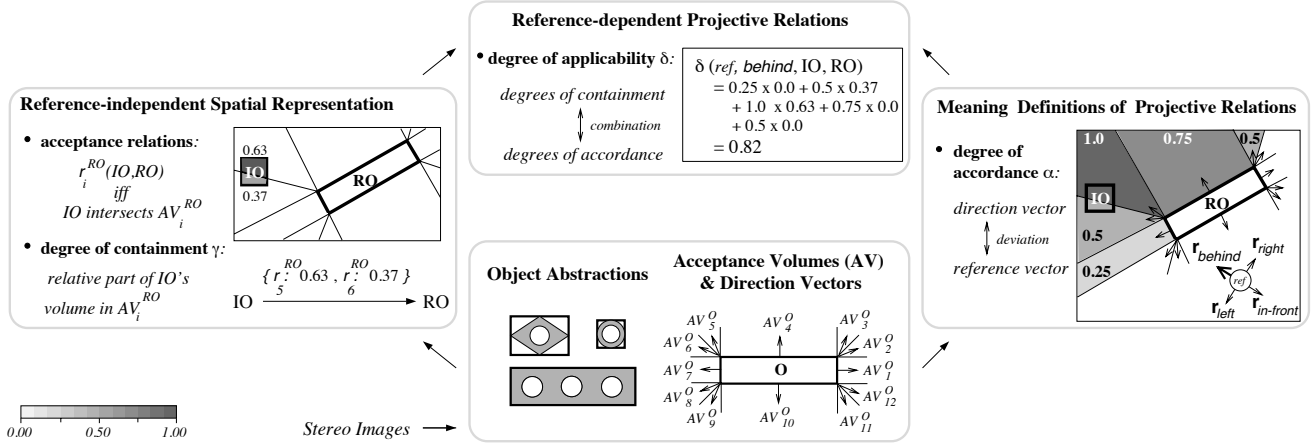 Reference-dependent Projective Relations
• degree of applicability δ:
degrees of containment
combination
degrees of accordance
δ (ref, behind, IO, RO)
= 0.25 x 0.0 + 0.5 x 0.37
+ 1.0 x 0.63 + 0.75 x 0.0
+ 0.5 x 0.0
= 0.82
Reference-independent Spatial Representation
• acceptance relations:
r_i^RO (IO,RO)
iff
IO intersects AV_i^RO
• degree of containment γ:
relative part of IO's
volume in AV_i^RO
0.63
IO
0.37
RO
{ r_5^RO : 0.63 , r_6^RO : 0.37 }
IO RO
Meaning Definitions of Projective Relations
• degree of
accordance α:
direction vector
deviation
reference vector
1.0 0.75 0.5
IO
RO
0.5
0.25
r_behind r_right
ref
r_left r_in-front
Object Abstractions
Acceptance Volumes (AV)
& Direction Vectors
AV_5^O AV_4^O AV_3^O
AV_6^O AV_2^O
AV_7^O O AV_1^O
AV_8^O AV_12^O
AV_9^O AV_10^O AV_11^O
0.00 0.50 1.00
Stereo Images